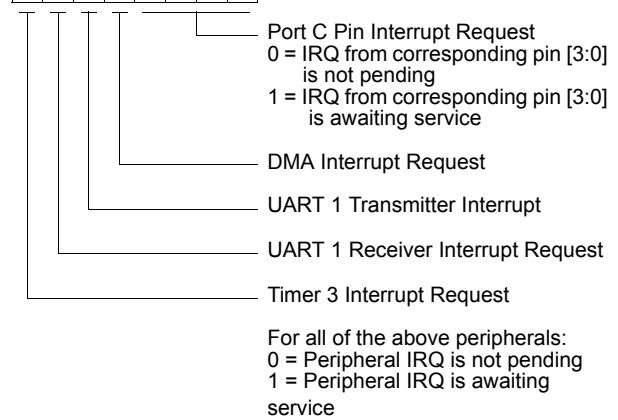 Port C Pin Interrupt Request
0 = IRQ from corresponding pin [3:0]
is not pending
1 = IRQ from corresponding pin [3:0]
is awaiting service
DMA Interrupt Request
UART 1 Transmitter Interrupt
UART 1 Receiver Interrupt Request
Timer 3 Interrupt Request
For all of the above peripherals:
0 = Peripheral IRQ is not pending
1 = Peripheral IRQ is awaiting
service